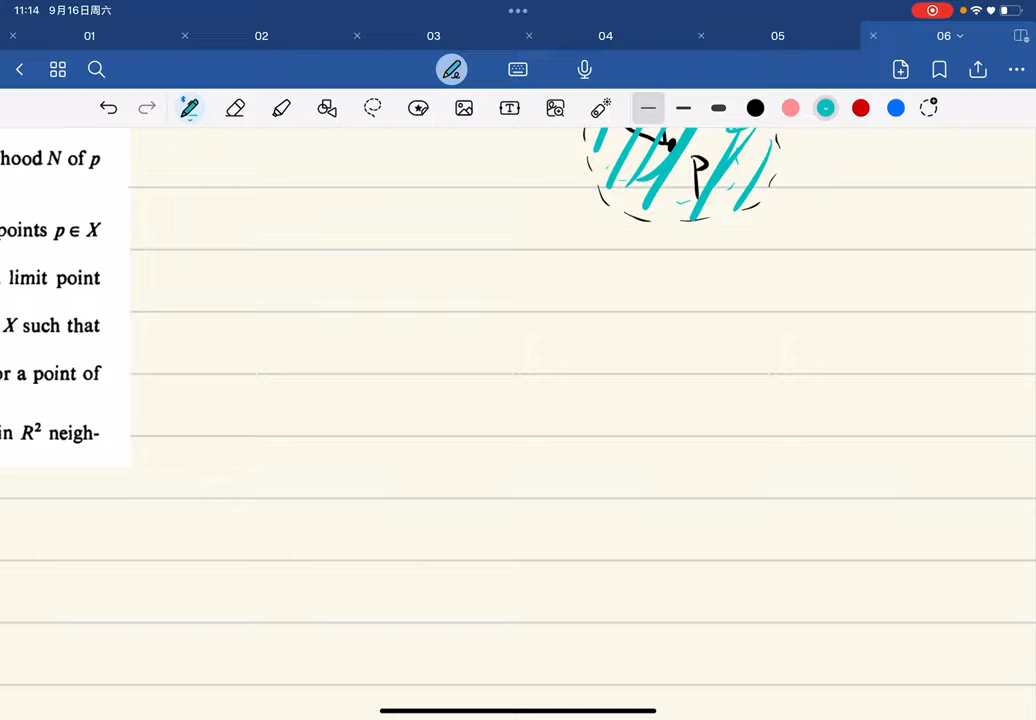 11:14 9月16日周六
01 02 03 04 05 06
hood N of p
P
points p ∈ X
limit point
X such that
or a point of
in R² neigh-